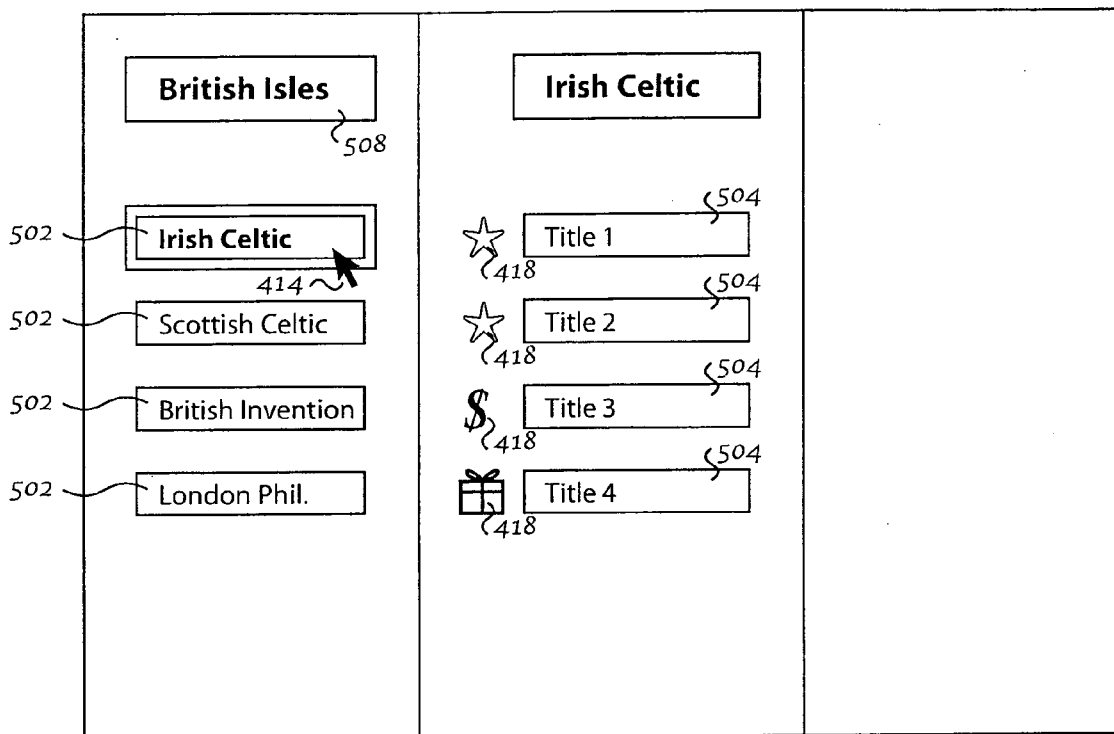 British Isles
508
Irish Celtic
504
502
Irish Celtic
Title 1
418
414
504
502
Scottish Celtic
Title 2
418
504
502
British Invention
$
Title 3
418
504
502
London Phil.
Title 4
418